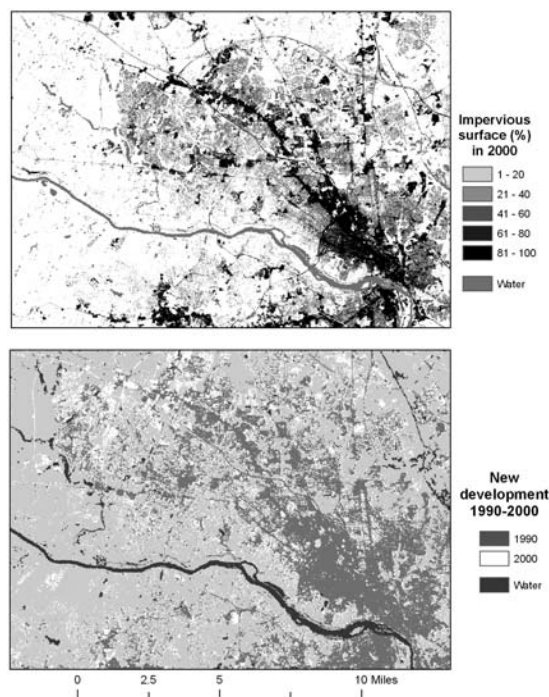 Impervious
surface (%)
in 2000
1 - 20
21 - 40
41 - 60
61 - 80
81 - 100
Water
New
development
1990-2000
1990
2000
Water
0 2.5 5 10 Miles